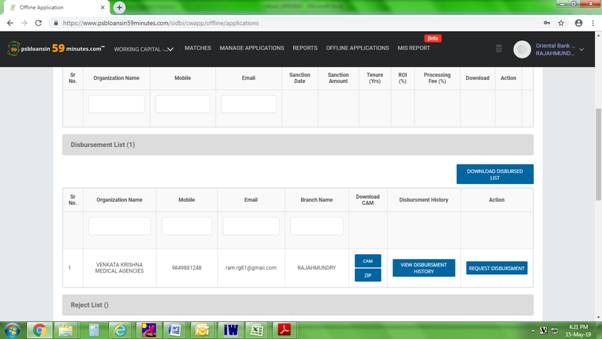 Offline Application
https://www.psbloansin59minutes.com/sidbi/cwapp/offline/applications
psbloansin 59 minutes.com
WORKING CAPITAL -...
MATCHES
MANAGE APPLICATIONS
REPORTS
OFFLINE APPLICATIONS
MIS REPORT
Beta
Oriental Bank ...
RAJAHMUND...
Sr No.
Organization Name
Mobile
Email
Sanction Date
Sanction Amount
Tenure (Yrs)
ROI (%)
Processing Fee (%)
Download
Action
Disbursement List (1)
DOWNLOAD DISBURSED LIST
Sr No.
Organization Name
Mobile
Email
Branch Name
Download CAM
Disbursment History
Action
1
VENKATA KRISHNA MEDICAL AGENCIES
9849881248
ram.rg81@gmail.com
RAJAHMUNDRY
CAM
ZIP
VIEW DISBURSMENT HISTORY
REQUEST DISBURSMENT
Reject List ()
4:21 PM
15-May-19